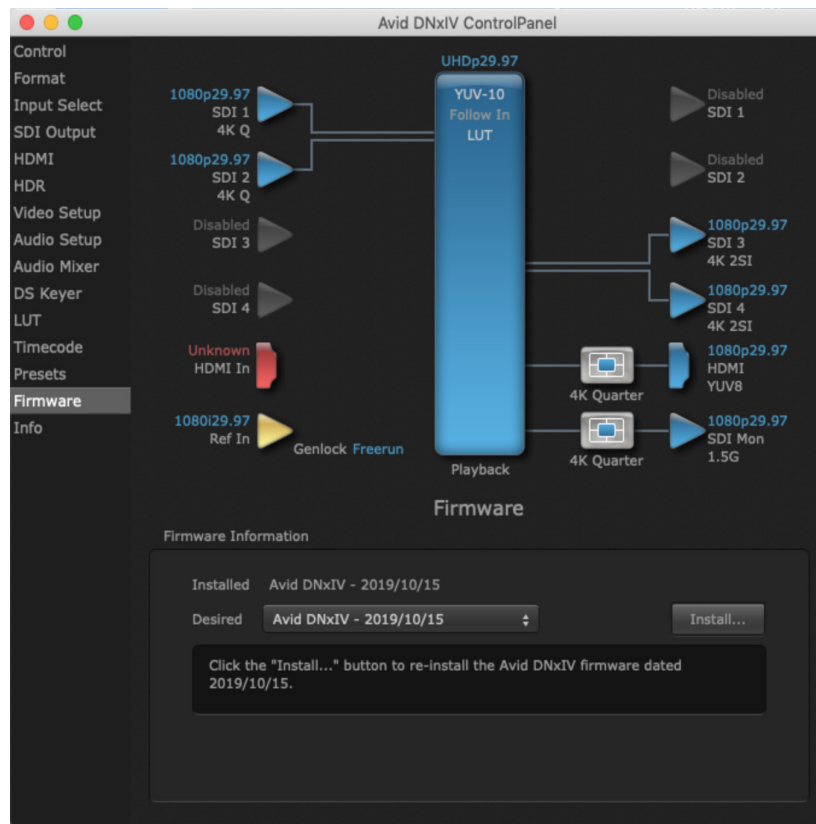 Avid DNxIV ControlPanel
Control
Format
Input Select
SDI Output
HDMI
HDR
Video Setup
Audio Setup
Audio Mixer
DS Keyer
LUT
Timecode
Presets
Firmware
Info
1080p29.97
SDI 1
4K Q
1080p29.97
SDI 2
4K Q
Disabled
SDI 3
Disabled
SDI 4
Unknown
HDMI In
1080i29.97
Ref In
Genlock Freerun
UHDp29.97
YUV-10
Follow In
LUT
Playback
Disabled
SDI 1
Disabled
SDI 2
1080p29.97
SDI 3
4K 2SI
1080p29.97
SDI 4
4K 2SI
4K Quarter
1080p29.97
HDMI
YUV8
4K Quarter
1080p29.97
SDI Mon
1.5G
Firmware
Firmware Information
Installed Avid DNxIV - 2019/10/15
Desired Avid DNxIV - 2019/10/15 Install...
Click the "Install..." button to re-install the Avid DNxIV firmware dated
2019/10/15.